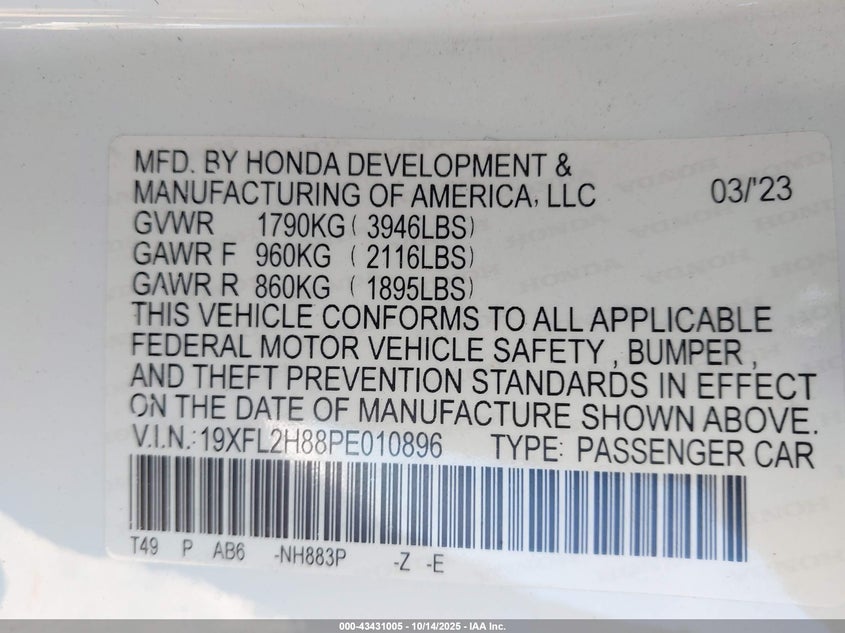 MFD. BY HONDA DEVELOPMENT &
MANUFACTURING OF AMERICA, LLC 03/'23
GVWR 1790KG ( 3946LBS)
GAWR F 960KG ( 2116LBS)
GAWR R 860KG ( 1895LBS)
THIS VEHICLE CONFORMS TO ALL APPLICABLE
FEDERAL MOTOR VEHICLE SAFETY , BUMPER ,
AND THEFT PREVENTION STANDARDS IN EFFECT
ON THE DATE OF MANUFACTURE SHOWN ABOVE.
V.I.N.: 19XFL2H88PE010896 TYPE: PASSENGER CAR
T49 P AB6 -NH883P -Z -E
000-43431005 - 10/14/2025 - IAA Inc.